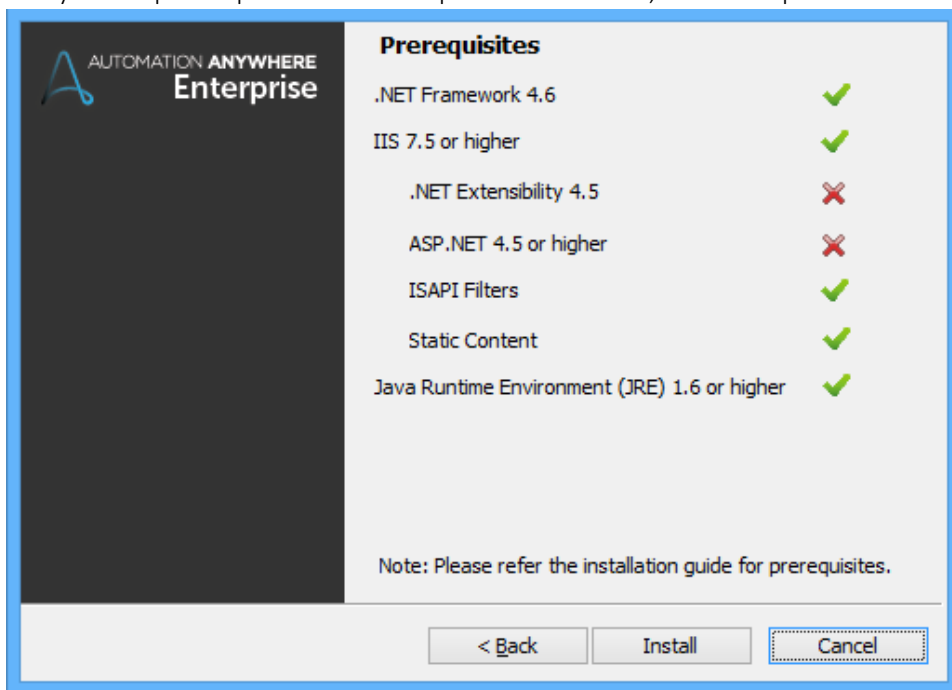 AUTOMATION ANYWHERE
Enterprise
Prerequisites
.NET Framework 4.6
IIS 7.5 or higher
.NET Extensibility 4.5
ASP.NET 4.5 or higher
ISAPI Filters
Static Content
Java Runtime Environment (JRE) 1.6 or higher
Note: Please refer the installation guide for prerequisites.
< Back
Install
Cancel